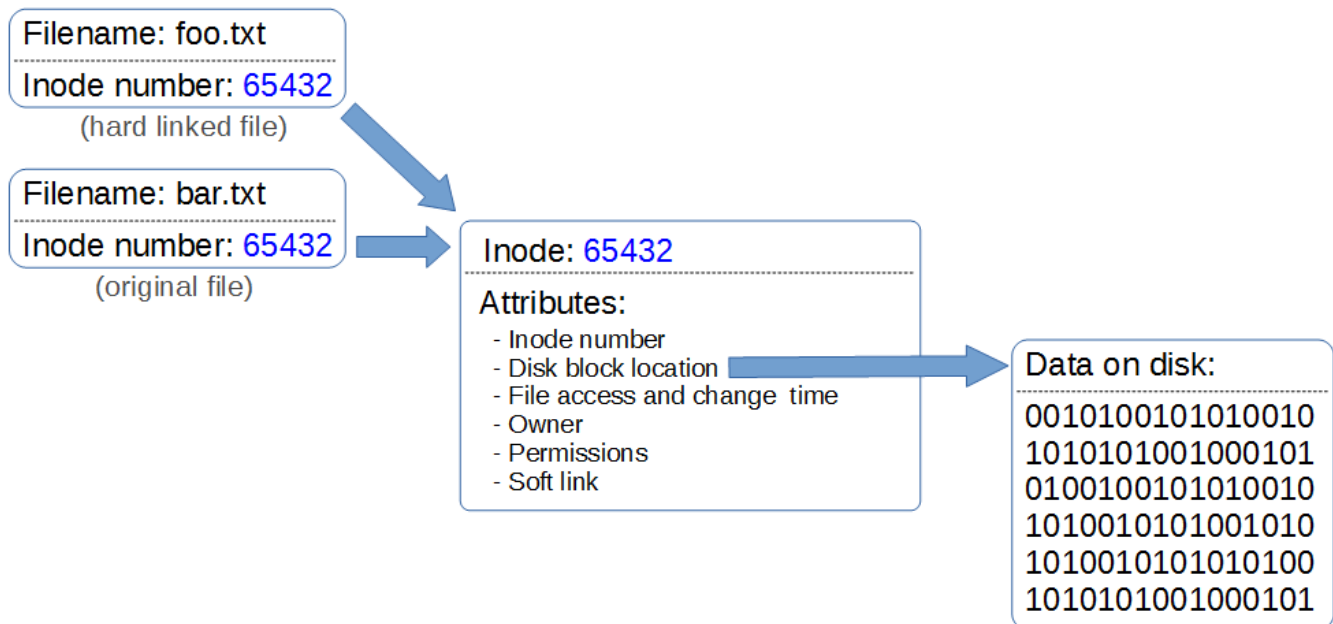 Filename: foo.txt
Inode number: 65432
(hard linked file)
Filename: bar.txt
Inode number: 65432
(original file)
Inode: 65432
Attributes:
- Inode number
- Disk block location
- File access and change time
- Owner
- Permissions
- Soft link
Data on disk:
0010100101010010
1010101001000101
0100100101010010
1010010101001010
1010010101010100
1010101001000101